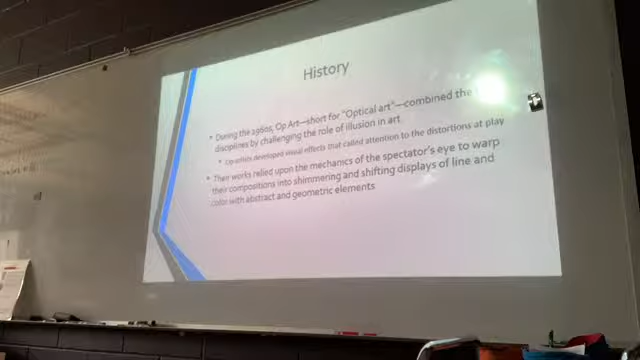 History
• During the 1960s, Op Art—short for "Optical art"—combined the
disciplines by challenging the role of illusion in art
• Op artists developed visual effects that called attention to the distortions at play
• Their works relied upon the mechanics of the spectator's eye to warp
their compositions into shimmering and shifting displays of line and
color with abstract and geometric elements